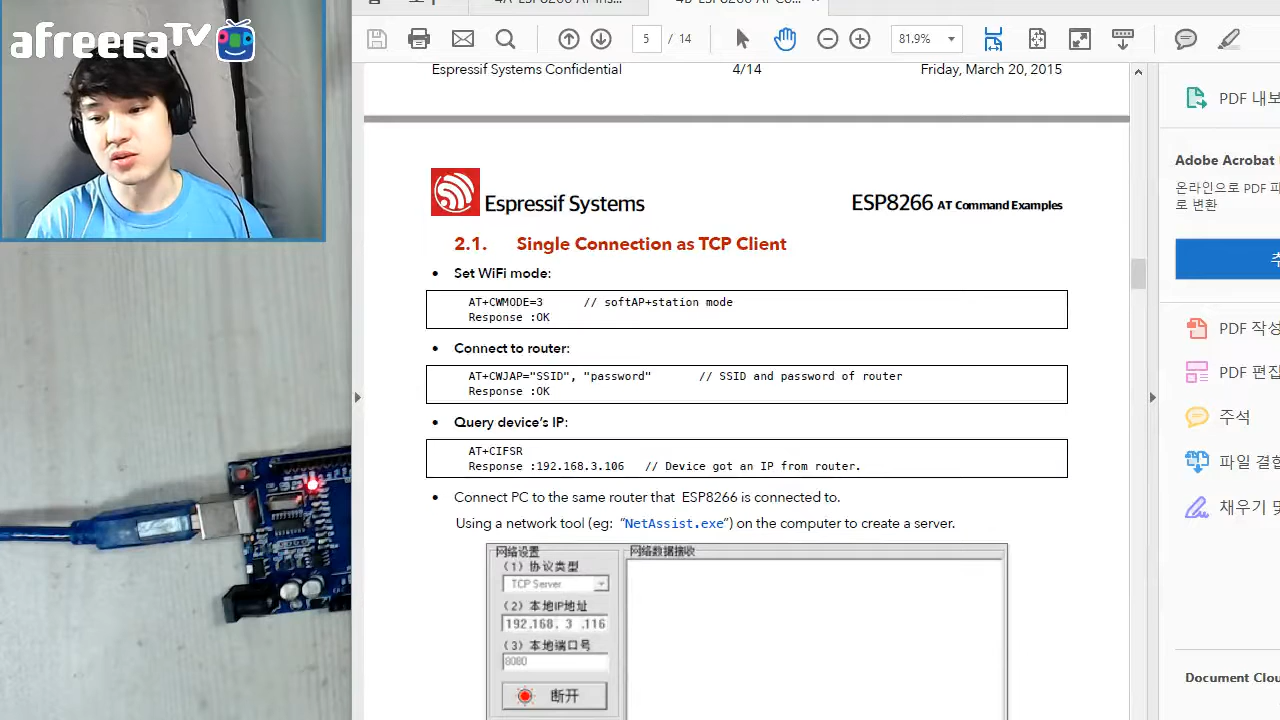 afreecaTV
5 / 14
81.9%
Espressif Systems Confidential 4/14 Friday, March 20, 2015
Espressif Systems ESP8266 AT Command Examples
2.1. Single Connection as TCP Client
• Set WiFi mode:
AT+CWMODE=3 // softAP+station mode
Response :OK
• Connect to router:
AT+CWJAP="SSID", "password" // SSID and password of router
Response :OK
• Query device's IP:
AT+CIFSR
Response :192.168.3.106 // Device got an IP from router.
• Connect PC to the same router that ESP8266 is connected to.
Using a network tool (eg: "NetAssist.exe") on the computer to create a server.
网络设置
(1) 协议类型
TCP Server
(2) 本地IP地址
192.168. 3 .116
(3) 本地端口号
8080
断开
网络数据接收
PDF 내보
Adobe Acrobat
온라인으로 PDF 파
로 변환
PDF 작성
PDF 편집
주석
파일 결합
채우기 및
Document Clou